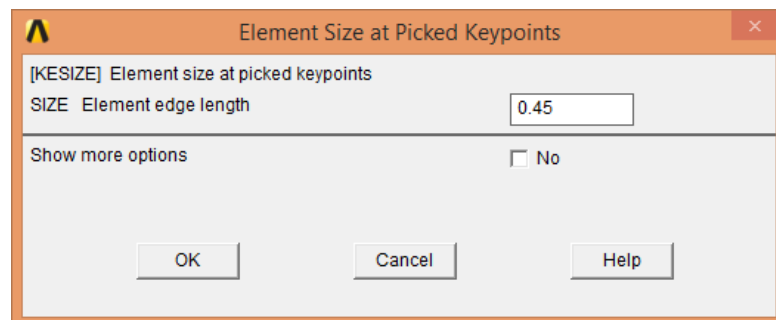 Element Size at Picked Keypoints
[KESIZE] Element size at picked keypoints
SIZE Element edge length 0.45
Show more options No
OK Cancel Help